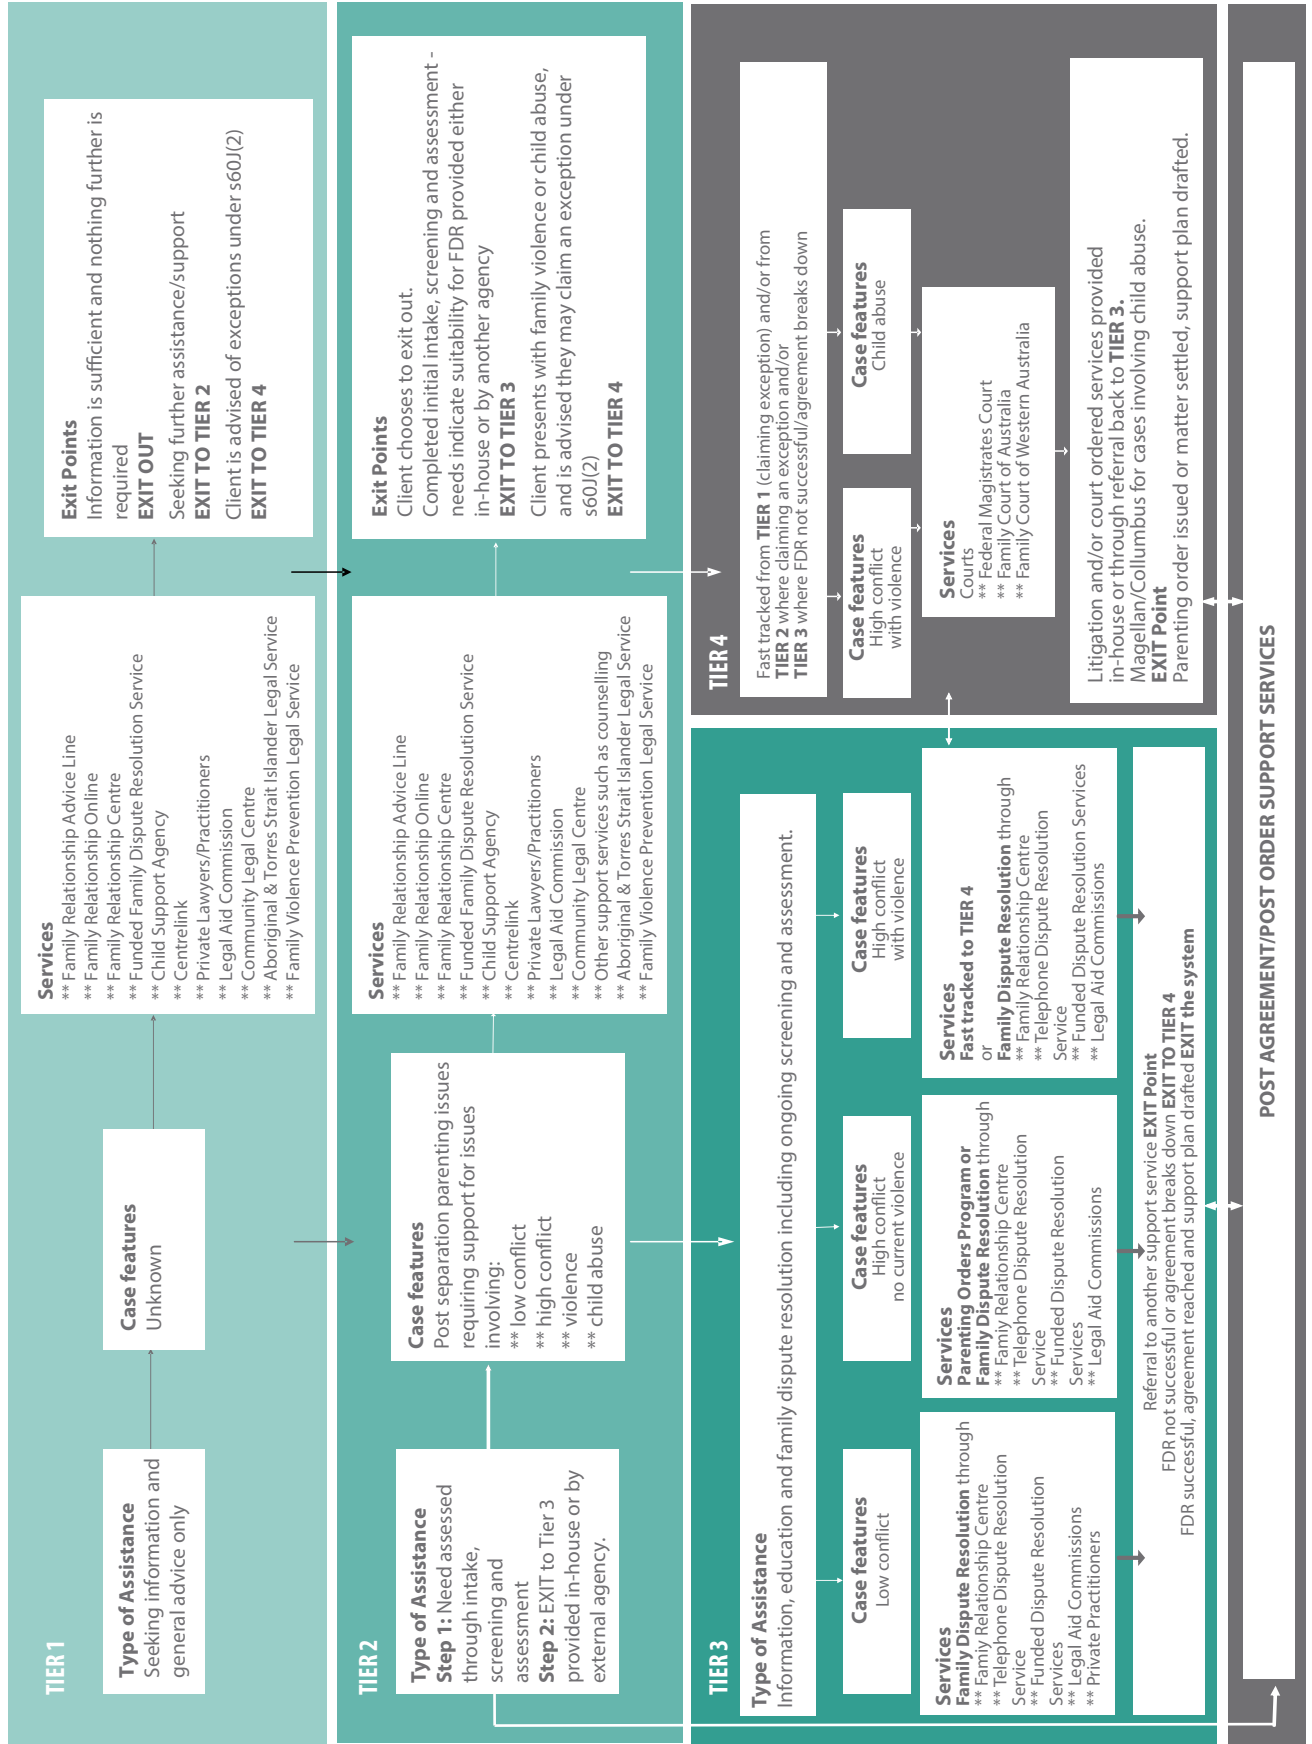 TIER 1
Type of Assistance
Seeking information and
general advice only
Case features
Unknown
Services
** Family Relationship Advice Line
** Family Relationship Online
** Family Relationship Centre
** Funded Family Dispute Resolution Service
** Child Support Agency
** Centrelink
** Private Lawyers/Practitioners
** Legal Aid Commission
** Community Legal Centre
** Aboriginal & Torres Strait Islander Legal Service
** Family Violence Prevention Legal Service
Exit Points
Information is sufficient and nothing further is
required
EXIT OUT
Seeking further assistance/support
EXIT TO TIER 2
Client is advised of exceptions under s60J(2)
EXIT TO TIER 4
TIER 2
Type of Assistance
Step 1: Need assessed
through intake,
screening and
assessment
Step 2: EXIT to Tier 3
provided in-house or by
external agency.
Case features
Post separation parenting issues
requiring support for issues
involving:
** low conflict
** high conflict
** violence
** child abuse
Services
** Family Relationship Advice Line
** Family Relationship Online
** Family Relationship Centre
** Funded Family Dispute Resolution Service
** Child Support Agency
** Centrelink
** Private Lawyers/Practitioners
** Legal Aid Commission
** Community Legal Centre
** Other support services such as counselling
** Aboriginal & Torres Strait Islander Legal Service
** Family Violence Prevention Legal Service
Exit Points
Client chooses to exit out.
Completed initial intake, screening and assessment -
needs indicate suitability for FDR provided either
in-house or by another agency
EXIT TO TIER 3
Client presents with family violence or child abuse,
and is advised they may claim an exception under
s60J(2)
EXIT TO TIER 4
TIER 3
Type of Assistance
Information, education and family dispute resolution including ongoing screening and assessment.
Case features
Low conflict
Case features
High conflict
no current violence
Case features
High conflict
with violence
Services
Family Dispute Resolution through
** Famiy Relationship Centre
** Telephone Dispute Resolution
Service
** Funded Dispute Resolution
Services
** Legal Aid Commissions
** Private Practitioners
Services
Parenting Orders Program or
Family Dispute Resolution through
** Family Relationship Centre
** Telephone Dispute Resolution
Service
** Funded Dispute Resolution
Services
** Legal Aid Commissions
Services
Fast tracked to TIER 4
or
Family Dispute Resolution through
** Family Relationship Centre
** Telephone Dispute Resolution
Service
** Funded Dispute Resolution Services
** Legal Aid Commissions
Referral to another support service EXIT Point
FDR not successful or agreement breaks down EXIT TO TIER 4
FDR successful, agreement reached and support plan drafted EXIT the system
TIER 4
Fast tracked from TIER 1 (claiming exception) and/or from
TIER 2 where claiming an exception and/or
TIER 3 where FDR not successful/agreement breaks down
Case features
High conflict
with violence
Case features
Child abuse
Services
Courts
** Federal Magistrates Court
** Family Court of Australia
** Family Court of Western Australia
Litigation and/or court ordered services provided
in-house or through referral back to TIER 3.
Magellan/Collumbus for cases involving child abuse.
EXIT Point
Parenting order issued or matter settled, support plan drafted.
POST AGREEMENT/POST ORDER SUPPORT SERVICES